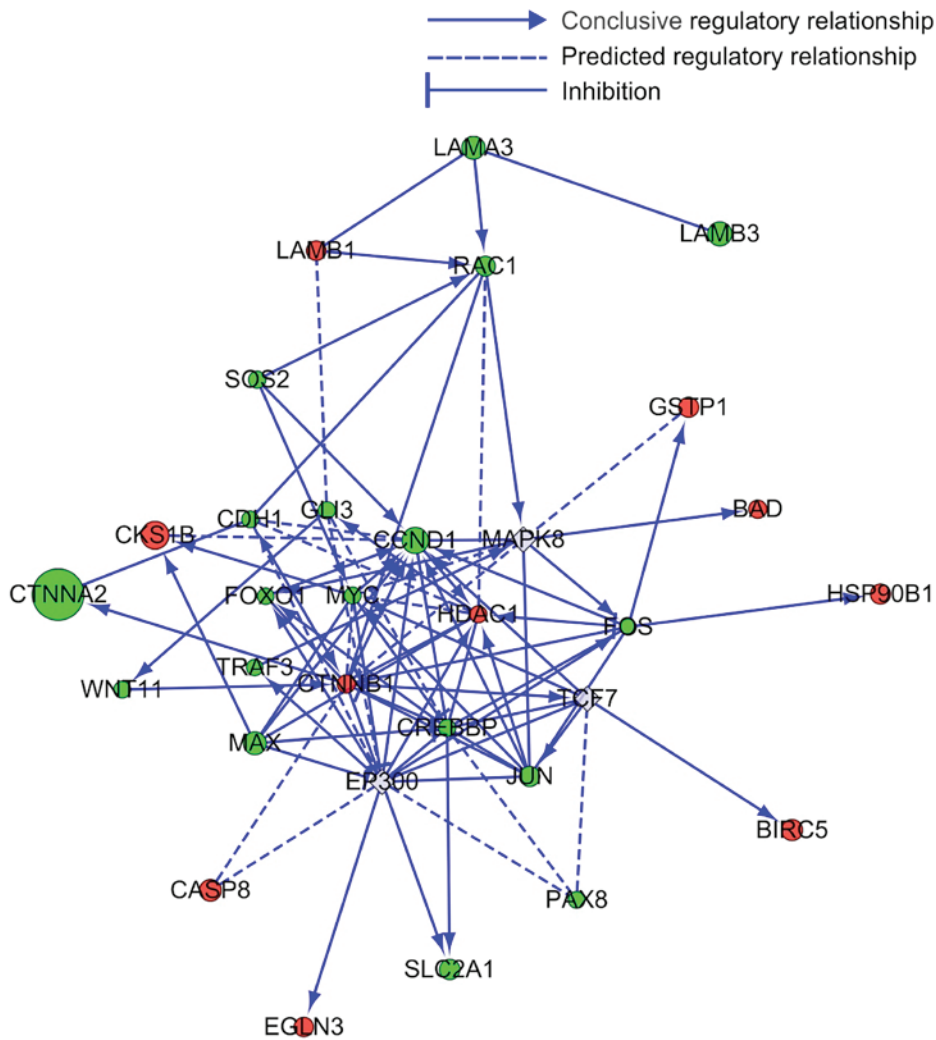 Conclusive regulatory relationship
Predicted regulatory relationship
Inhibition
LAMA3
LAMB3
LAMB1
RAC1
SOS2
GSTP1
BAD
CDH1
GLI3
CKS1B
CCND1
MAPK8
CTNNA2
FOXO1
MYC
HSP90B1
HDAC1
FOS
TRAF3
CTNNB1
WNT11
TCF7
CREBBP
MAX
EP300
JUN
BIRC5
CASP8
PAX8
SLC2A1
EGLN3